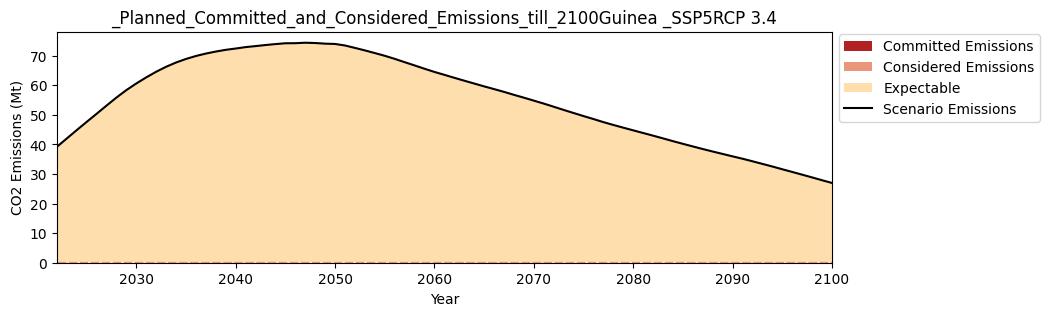 _Planned_Committed_and_Considered_Emissions_till_2100Guinea _SSP5RCP 3.4
CO2 Emissions (Mt)
70
60
50
40
30
20
10
0
2030 2040 2050 2060 2070 2080 2090 2100
Year
Committed Emissions
Considered Emissions
Expectable
Scenario Emissions